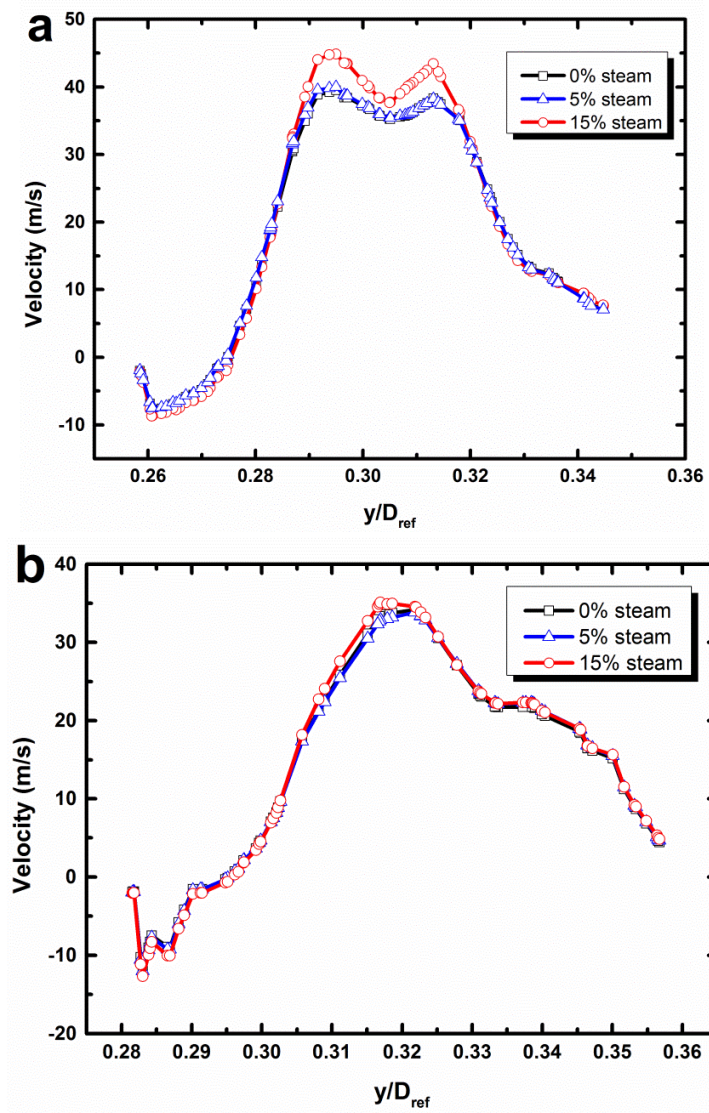 a
50
40
30
20
10
0
-10
Velocity (m/s)
0% steam
5% steam
15% steam
0.26 0.28 0.30 0.32 0.34 0.36
y/D_ref
b
40
30
20
10
0
-10
-20
Velocity (m/s)
0% steam
5% steam
15% steam
0.28 0.29 0.30 0.31 0.32 0.33 0.34 0.35 0.36
y/D_ref